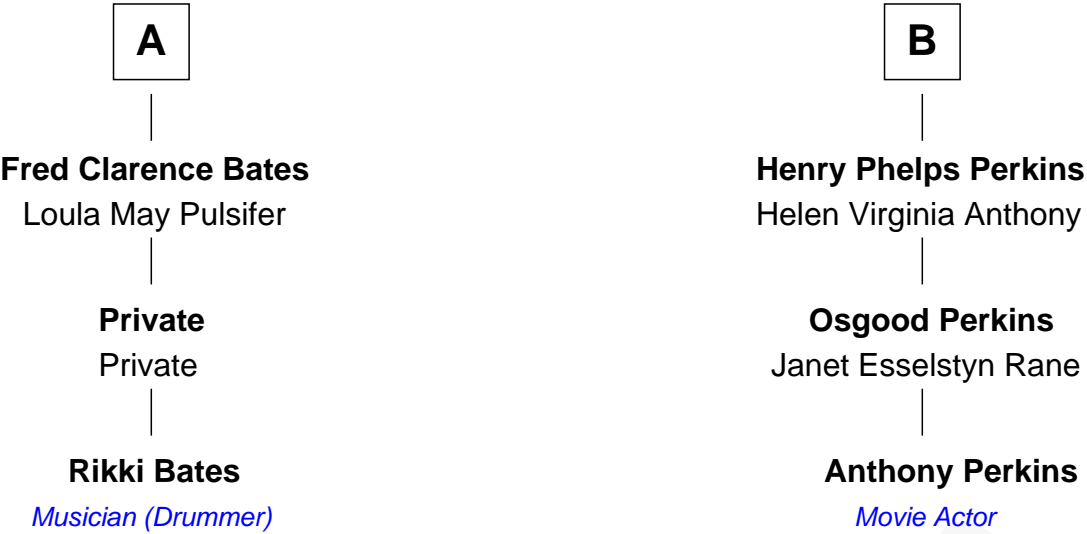 A
B
Fred Clarence Bates
Henry Phelps Perkins
Loula May Pulsifer
Helen Virginia Anthony
Private
Osgood Perkins
Private
Janet Esselstyn Rane
Rikki Bates
Anthony Perkins
Musician (Drummer)
Movie Actor